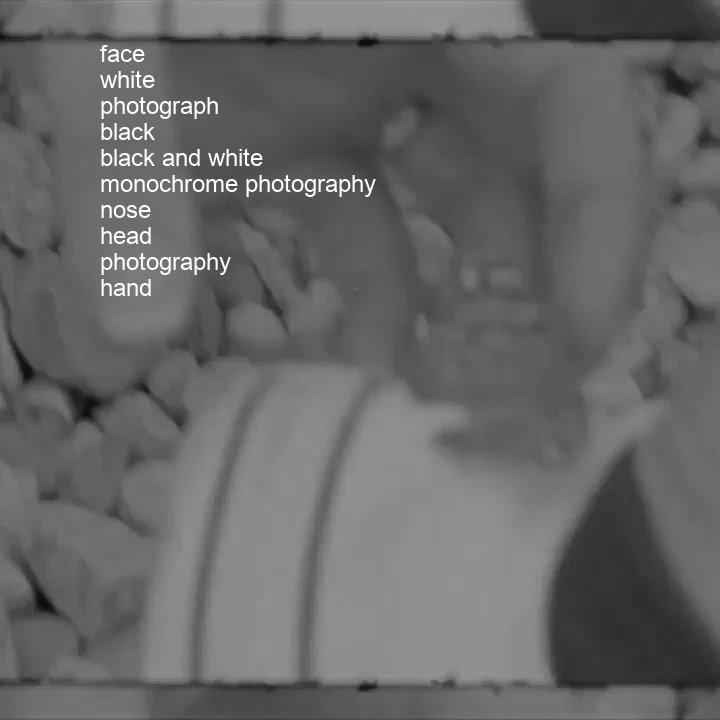 face
white
photograph
black
black and white
monochrome photography
nose
head
photography
hand